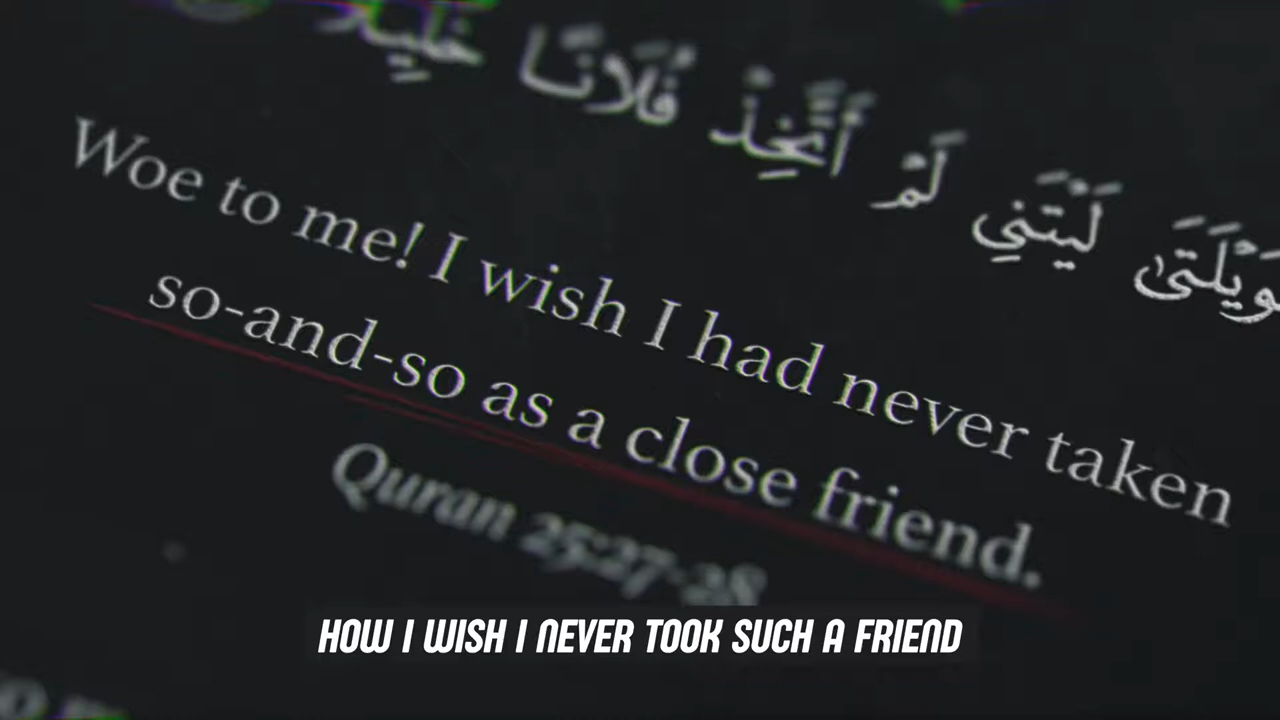 يَٰوَيْلَتَىٰ لَيْتَنِي لَمْ أَتَّخِذْ فُلَانًا خَلِيلًا
Woe to me! I wish I had never taken
so-and-so as a close friend.
Quran 25:27-28
HOW I WISH I NEVER TOOK SUCH A FRIEND